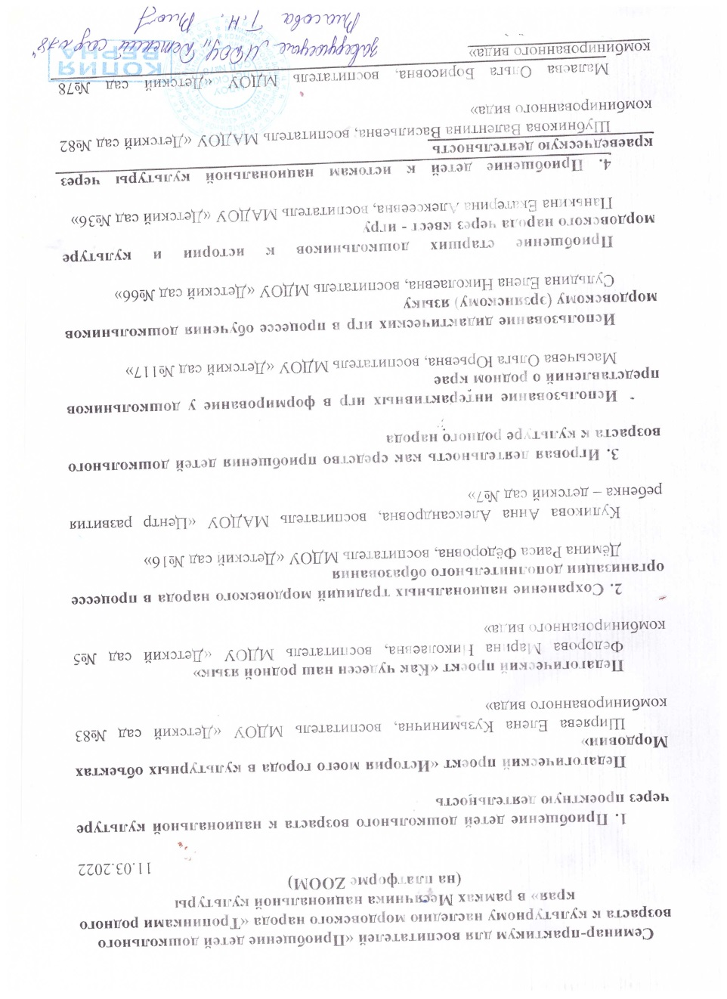 Семинар-практикум для воспитателей «Приобщение детей дошкольного
возраста к культурному наследию мордовского народа «Тропинками родного
края» в рамках Месячника национальной культуры
(на платформе ZOOM)
11.03.2022
1. Приобщение детей дошкольного возраста к национальной культуре
через проектную деятельность
Педагогический проект «История моего города в культурных объектах
Мордовии»
Ширяева Елена Кузьминична, воспитатель МДОУ «Детский сад №83
комбинированного вида»
Педагогический проект «Как чудесен наш родной язык»
Федорова Марина Николаевна, воспитатель МДОУ «Детский сад №5
комбинированного вида»
2. Сохранение национальных традиций мордовского народа в процессе
организации дополнительного образования
Дёмина Раиса Фёдоровна, воспитатель МДОУ «Детский сад №16»
Куликова Анна Александровна, воспитатель МАДОУ «Центр развития
ребенка – детский сад №7»
3. Игровая деятельность как средство приобщения детей дошкольного
возраста к культуре родного народа
Использование интерактивных игр в формирование у дошкольников
представлений о родном крае
Масычева Ольга Юрьевна, воспитатель МДОУ «Детский сад №117»
Использование дидактических игр в процессе обучения дошкольников
мордовскому (эрзянскому) языку
Сульдина Елена Николаевна, воспитатель МДОУ «Детский сад №66»
Приобщение старших дошкольников к истории и культуре
мордовского народа через квест - игру
Панькина Екатерина Алексеевна, воспитатель МАДОУ «Детский сад №36»
4. Приобщение детей к истокам национальной культуры через
краеведческую деятельность
Шубникова Валентина Васильевна, воспитатель МАДОУ «Детский сад №82
комбинированного вида»
Малаева Ольга Борисовна, воспитатель МДОУ «Детский сад №78
комбинированного вида»
КОПИЯ
ВЕРНА
заведующие МДОУ „Детский сад №78"
Т.Н.